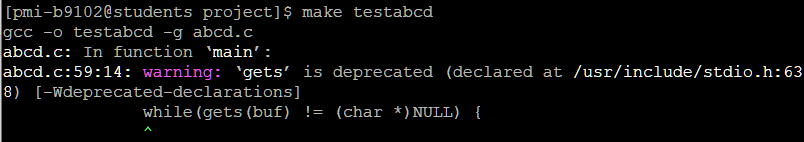 [pmi-b9102@students project]$ make testabcd
gcc -o testabcd -g abcd.c
abcd.c: In function ‘main’:
abcd.c:59:14: warning: ‘gets’ is deprecated (declared at /usr/include/stdio.h:63
8) [-Wdeprecated-declarations]
              while(gets(buf) != (char *)NULL) {
              ^